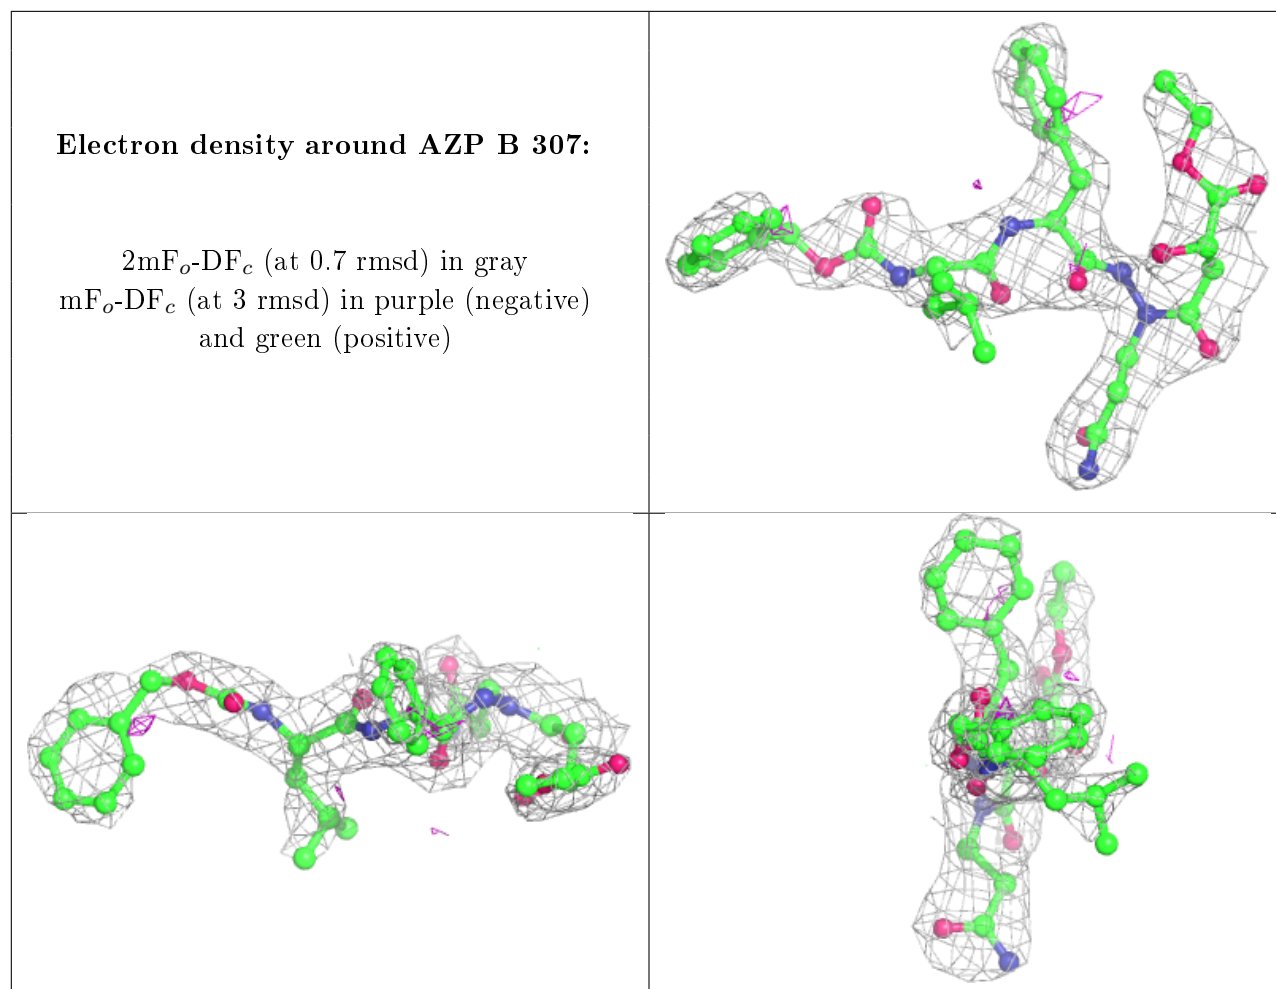 Electron density around AZP B 307:
2mFo-DFc (at 0.7 rmsd) in gray
mFo-DFc (at 3 rmsd) in purple (negative)
and green (positive)